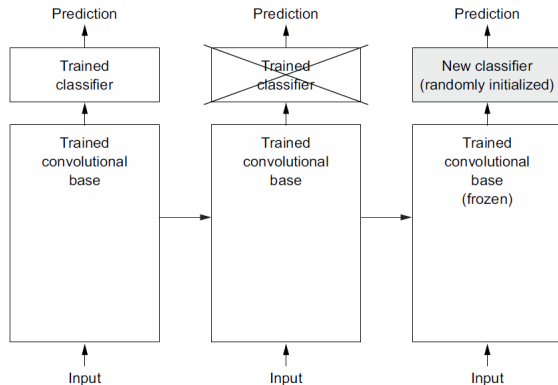 Prediction
Trained
classifier
Trained
convolutional
base
Input
Prediction
Trained
classifier
Trained
convolutional
base
Input
Prediction
New classifier
(randomly initialized)
Trained
convolutional
base
(frozen)
Input